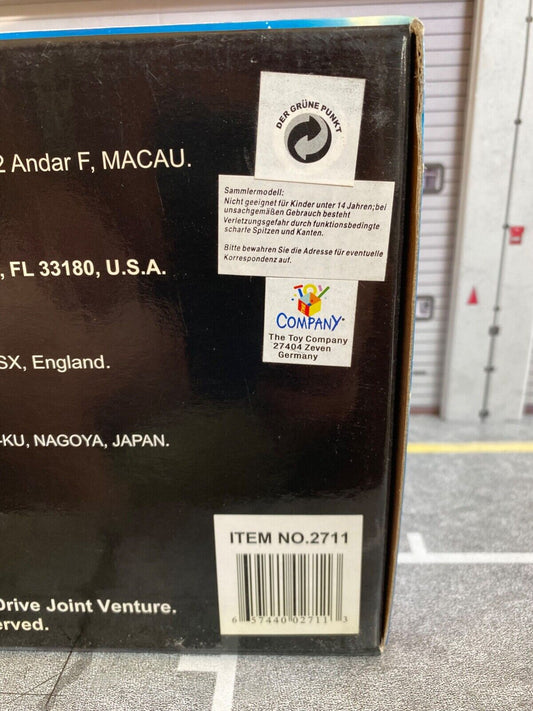 DER GRÜNE PUNKT
2 Andar F, MACAU.
Sammlermodell:
Nicht geeignet für Kinder unter 14 Jahren; bei
unsachgemäßen Gebrauch besteht
Verletzungsgefahr durch funktionsbedingte
scharfe Spitzen und Kanten.
Bitte bewahren Sie die Adresse für eventuelle
Korrespondenz auf.
, FL 33180, U.S.A.
TOY
COMPANY
The Toy Company
27404 Zeven
Germany
SX, England.
-KU, NAGOYA, JAPAN.
ITEM NO.2711
6 57440 02711 3
Drive Joint Venture.
erved.